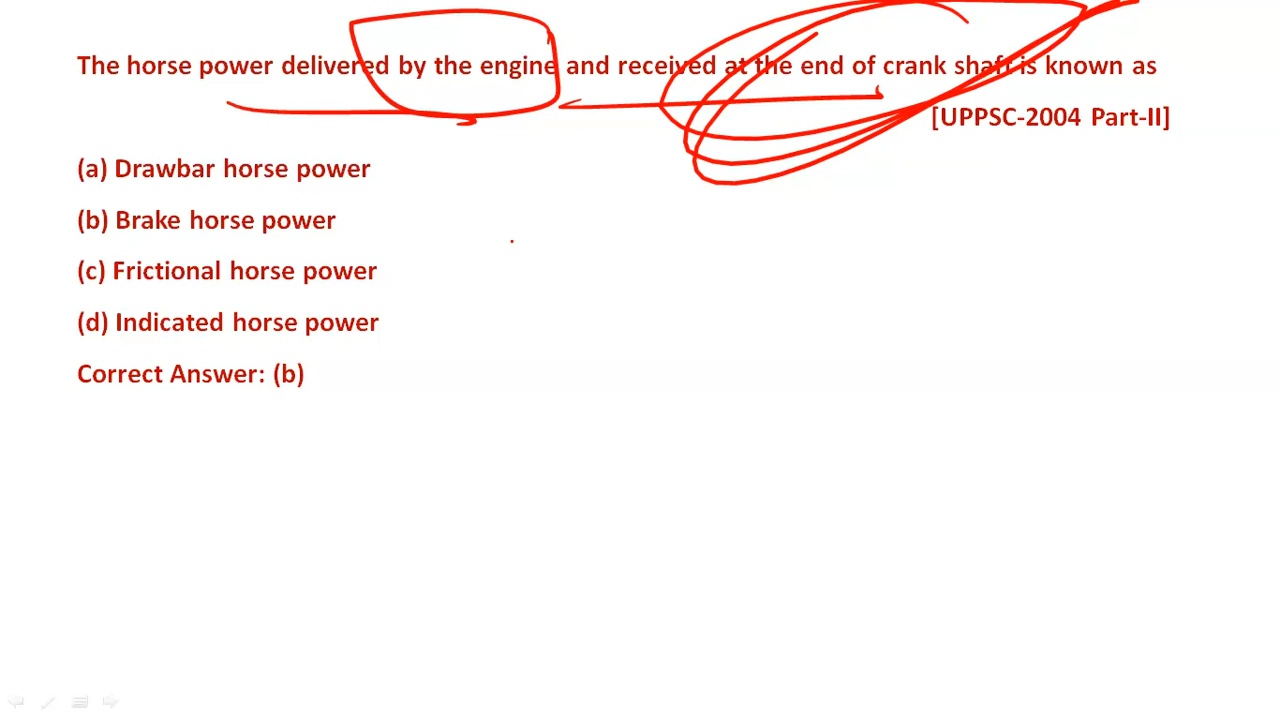 The horse power delivered by the engine and received at the end of crank shaft is known as
[UPPSC-2004 Part-II]
(a) Drawbar horse power
(b) Brake horse power
(c) Frictional horse power
(d) Indicated horse power
Correct Answer: (b)